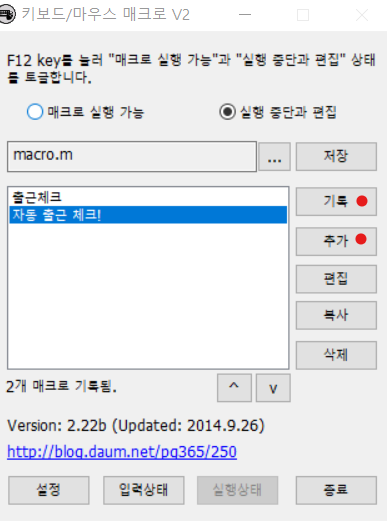 키보드/마우스 매크로 V2
F12 key를 눌러 "매크로 실행 가능"과 "실행 중단과 편집" 상태
를 토글합니다.
매크로 실행 가능
실행 중단과 편집
macro.m
...
저장
출근체크
자동 출근 체크!
기록
추가
편집
복사
삭제
2개 매크로 기록됨.
^
v
Version: 2.22b (Updated: 2014.9.26)
http://blog.daum.net/pg365/250
설정
입력상태
실행상태
종료